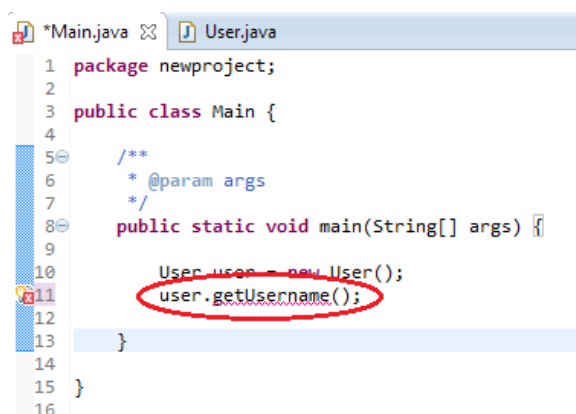 *Main.java User.java
1 package newproject;
2
3 public class Main {
4
5 /**
6 * @param args
7 */
8 public static void main(String[] args) {
9
10 User user = new User();
11 user.getUsername();
12
13 }
14
15 }
16